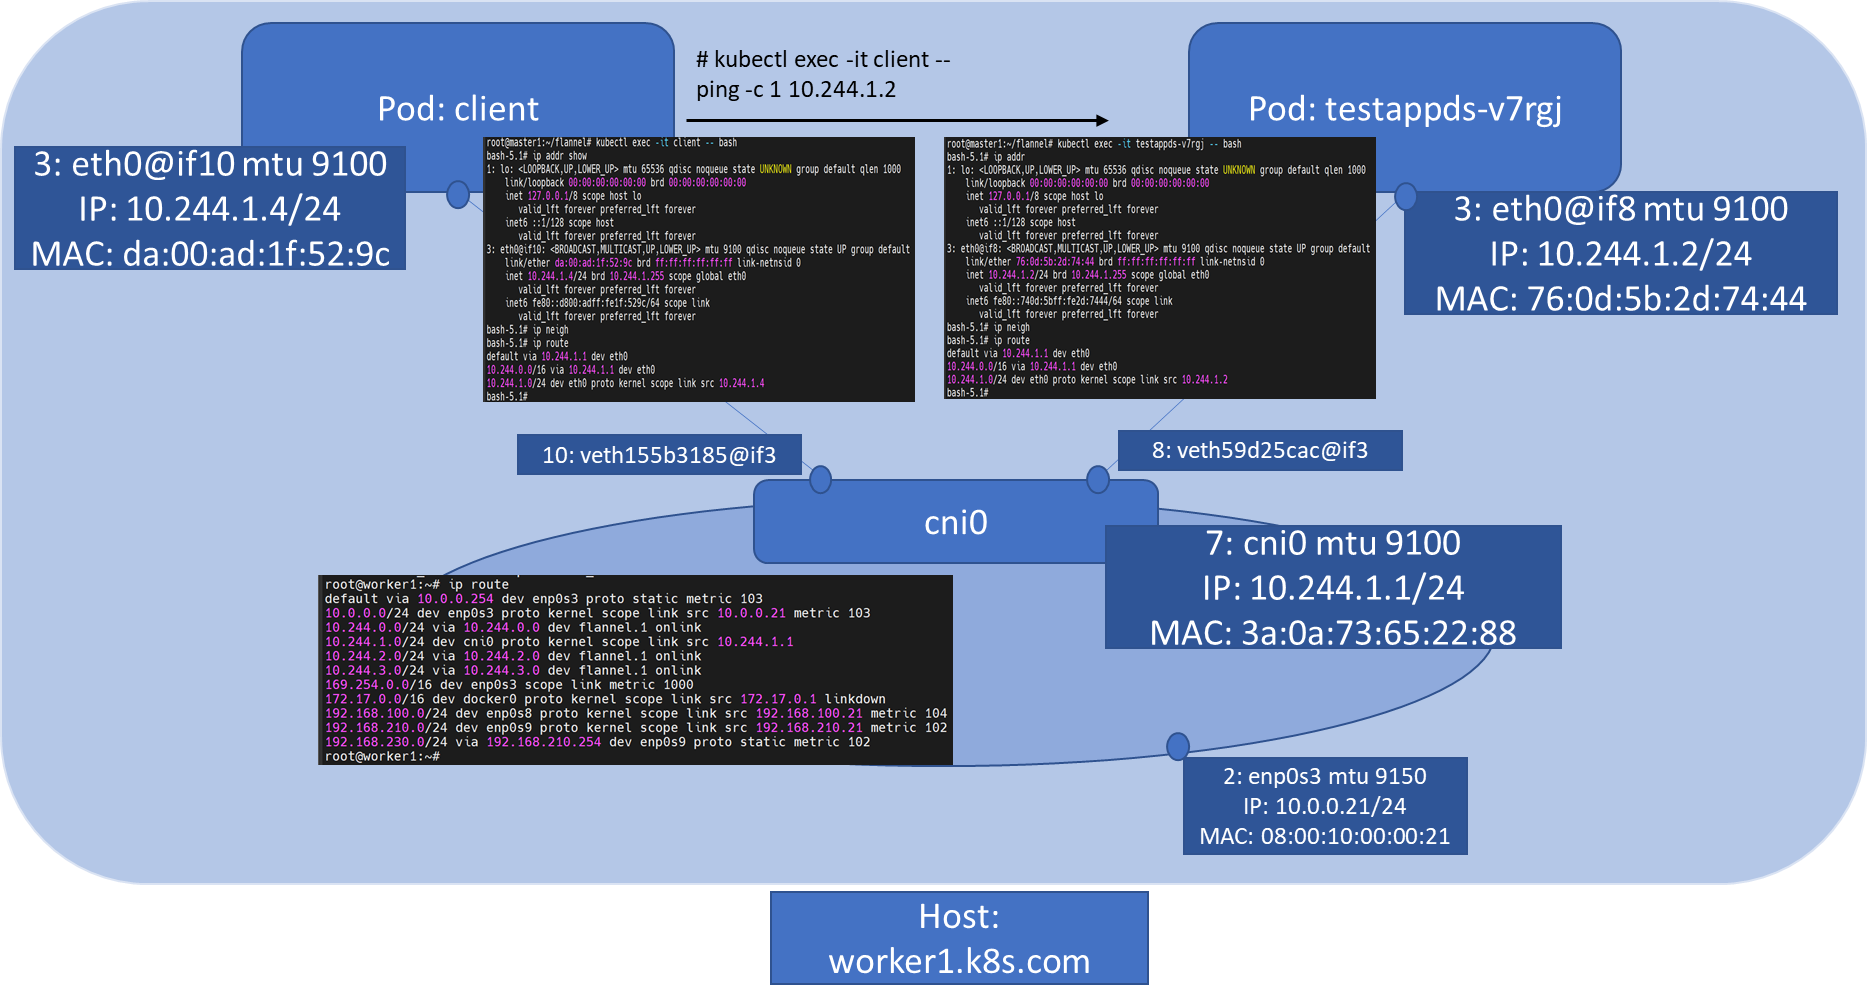 Pod: client
# kubectl exec -it client --
ping -c 1 10.244.1.2
Pod: testappds-v7rgj
3: eth0@if10 mtu 9100
IP: 10.244.1.4/24
MAC: da:00:ad:1f:52:9c
root@master1:~/flannel# kubectl exec -it client -- bash
bash-5.1# ip addr show
1: lo: <LOOPBACK,UP,LOWER_UP> mtu 65536 qdisc noqueue state UNKNOWN group default qlen 1000
link/loopback 00:00:00:00:00:00 brd 00:00:00:00:00:00
inet 127.0.0.1/8 scope host lo
valid_lft forever preferred_lft forever
inet6 ::1/128 scope host
valid_lft forever preferred_lft forever
3: eth0@if10: <BROADCAST,MULTICAST,UP,LOWER_UP> mtu 9100 qdisc noqueue state UP group default
link/ether da:00:ad:1f:52:9c brd ff:ff:ff:ff:ff:ff link-netnsid 0
inet 10.244.1.4/24 brd 10.244.1.255 scope global eth0
valid_lft forever preferred_lft forever
inet6 fe80::d800:adff:fe1f:529c/64 scope link
valid_lft forever preferred_lft forever
bash-5.1# ip neigh
bash-5.1# ip route
default via 10.244.1.1 dev eth0
10.244.0.0/16 via 10.244.1.1 dev eth0
10.244.1.0/24 dev eth0 proto kernel scope link src 10.244.1.4
bash-5.1#
root@master1:~/flannel# kubectl exec -it testappds-v7rgj -- bash
bash-5.1# ip addr
1: lo: <LOOPBACK,UP,LOWER_UP> mtu 65536 qdisc noqueue state UNKNOWN group default qlen 1000
link/loopback 00:00:00:00:00:00 brd 00:00:00:00:00:00
inet 127.0.0.1/8 scope host lo
valid_lft forever preferred_lft forever
inet6 ::1/128 scope host
valid_lft forever preferred_lft forever
3: eth0@if8: <BROADCAST,MULTICAST,UP,LOWER_UP> mtu 9100 qdisc noqueue state UP group default
link/ether 76:0d:5b:2d:74:44 brd ff:ff:ff:ff:ff:ff link-netnsid 0
inet 10.244.1.2/24 brd 10.244.1.255 scope global eth0
valid_lft forever preferred_lft forever
inet6 fe80::740d:5bff:fe2d:7444/64 scope link
valid_lft forever preferred_lft forever
bash-5.1# ip neigh
bash-5.1# ip route
default via 10.244.1.1 dev eth0
10.244.0.0/16 via 10.244.1.1 dev eth0
10.244.1.0/24 dev eth0 proto kernel scope link src 10.244.1.2
bash-5.1#
3: eth0@if8 mtu 9100
IP: 10.244.1.2/24
MAC: 76:0d:5b:2d:74:44
10: veth155b3185@if3
8: veth59d25cac@if3
cni0
7: cni0 mtu 9100
IP: 10.244.1.1/24
MAC: 3a:0a:73:65:22:88
root@worker1:~# ip route
default via 10.0.0.254 dev enp0s3 proto static metric 103
10.0.0.0/24 dev enp0s3 proto kernel scope link src 10.0.0.21 metric 103
10.244.0.0/24 via 10.244.0.0 dev flannel.1 onlink
10.244.1.0/24 dev cni0 proto kernel scope link src 10.244.1.1
10.244.2.0/24 via 10.244.2.0 dev flannel.1 onlink
10.244.3.0/24 via 10.244.3.0 dev flannel.1 onlink
169.254.0.0/16 dev enp0s3 scope link metric 1000
172.17.0.0/16 dev docker0 proto kernel scope link src 172.17.0.1 linkdown
192.168.100.0/24 dev enp0s8 proto kernel scope link src 192.168.100.21 metric 104
192.168.210.0/24 dev enp0s9 proto kernel scope link src 192.168.210.21 metric 102
192.168.230.0/24 via 192.168.210.254 dev enp0s9 proto static metric 102
root@worker1:~#
2: enp0s3 mtu 9150
IP: 10.0.0.21/24
MAC: 08:00:10:00:00:21
Host:
worker1.k8s.com